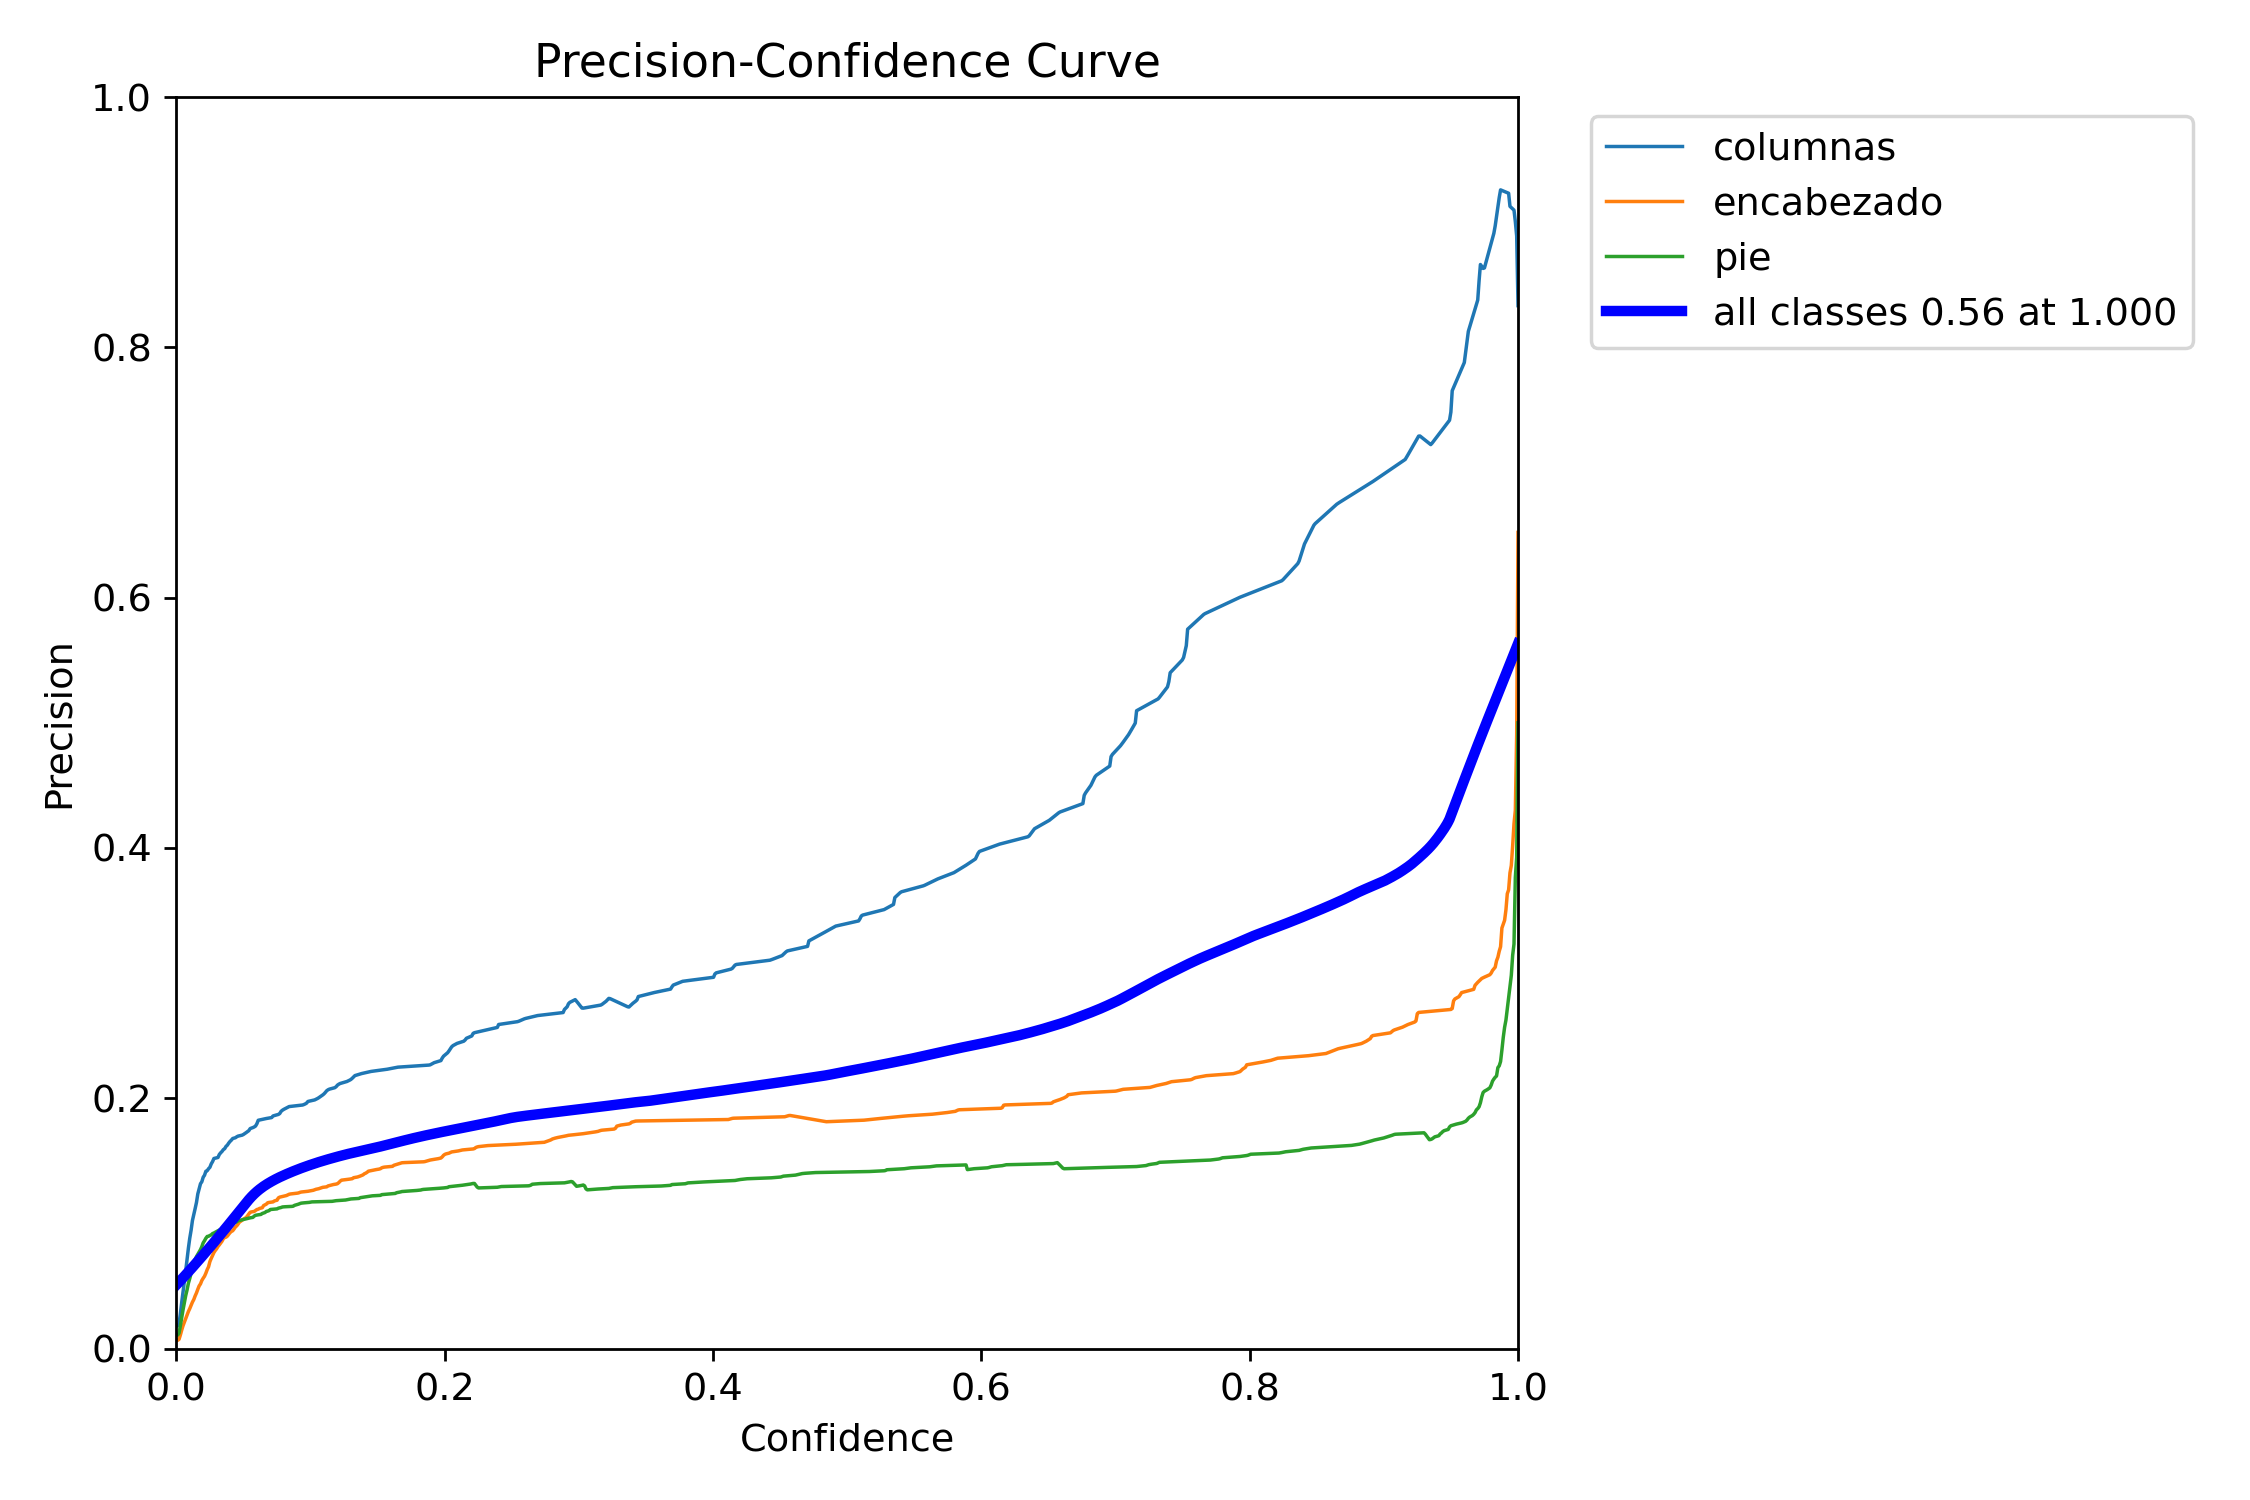 Precision-Confidence Curve
1.0
0.8
0.6
0.4
0.2
0.0
Precision
0.0 0.2 0.4 0.6 0.8 1.0
Confidence
columnas
encabezado
pie
all classes 0.56 at 1.000